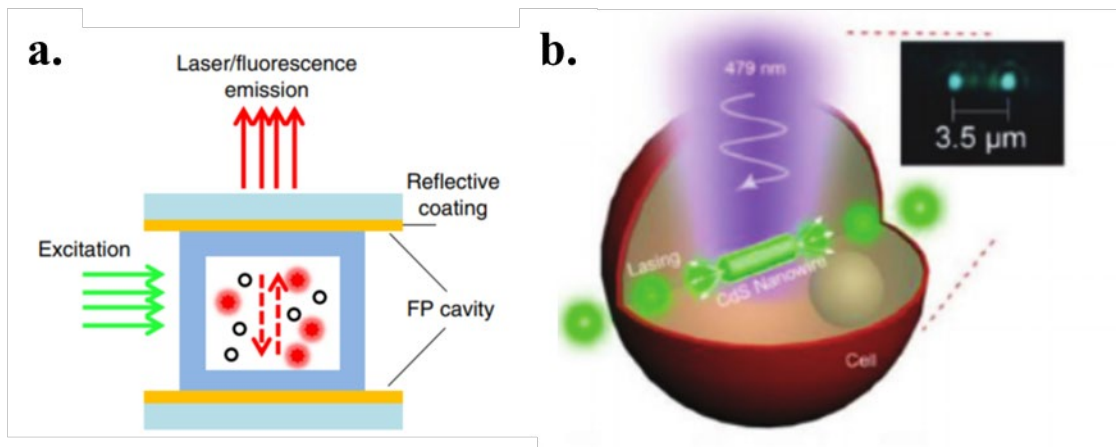 a.
Laser/fluorescence
emission
Reflective
coating
Excitation
FP cavity
b.
479 nm
3.5 μm
Lasing
CdS Nanowire
Cell